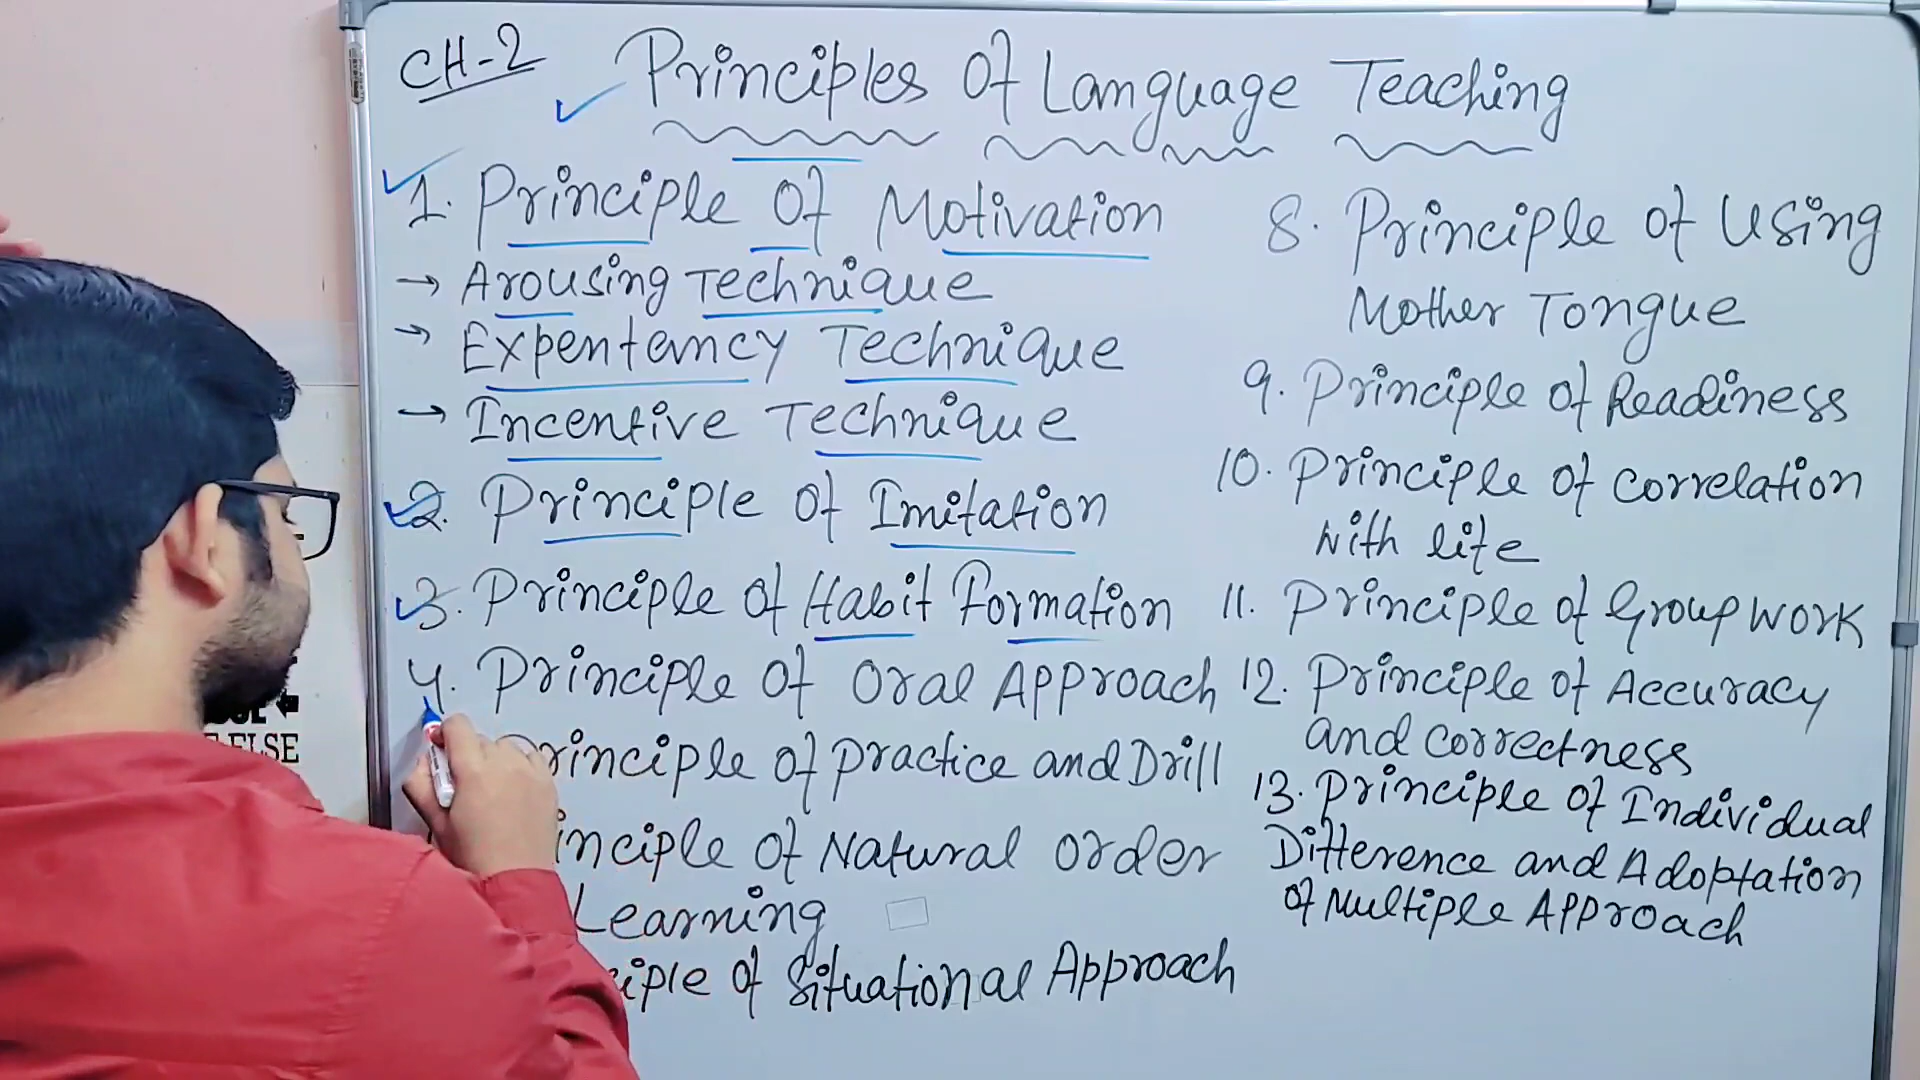 CH-2
Principles Of Language Teaching
1. Principle Of Motivation
→ Arousing Technique
→ Expentancy Technique
→ Incentive Technique
2. Principle of Imitation
3. Principle of Habit Formation
4. Principle of Oral Approach
Principle of practice and Drill
inciple of Natural order
Learning
iple of Situational Approach
8. Principle of Using
Mother Tongue
9. Principle of Readiness
10. Principle of correlation
with life
11. Principle of Group work
12. Principle of Accuracy
and correctness
13. Principle of Individual
Difference and Adoptation
of Multiple Approach
ELSE